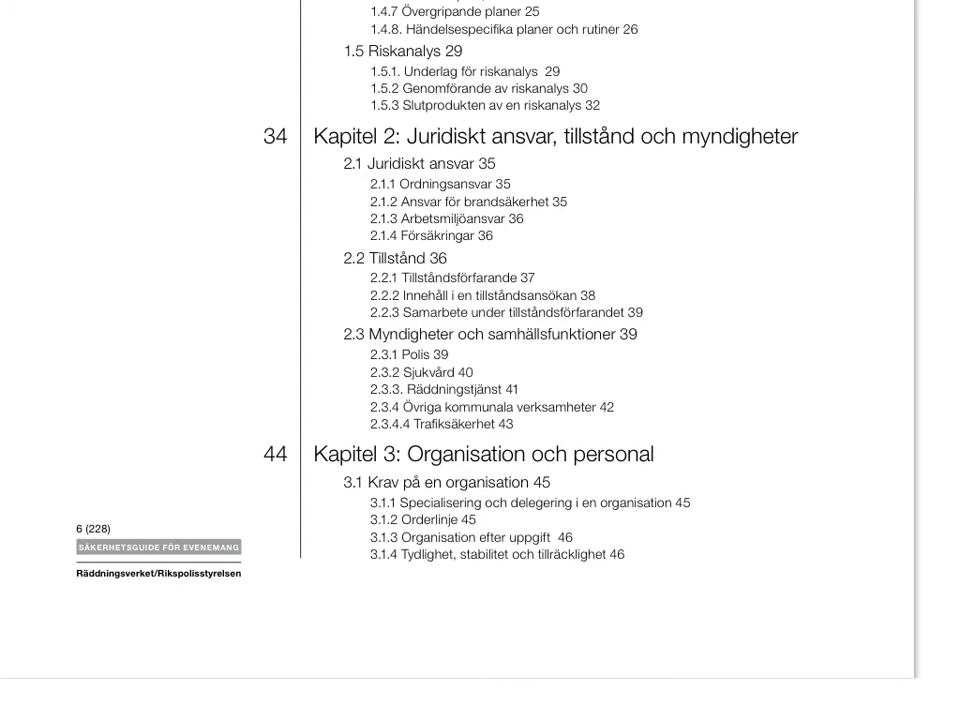 1.4.7 Övergripande planer 25
1.4.8. Händelsespecifika planer och rutiner 26
1.5 Riskanalys 29
1.5.1. Underlag för riskanalys 29
1.5.2 Genomförande av riskanalys 30
1.5.3 Slutprodukten av en riskanalys 32
34 Kapitel 2: Juridiskt ansvar, tillstånd och myndigheter
2.1 Juridiskt ansvar 35
2.1.1 Ordningsansvar 35
2.1.2 Ansvar för brandsäkerhet 35
2.1.3 Arbetsmiljöansvar 36
2.1.4 Försäkringar 36
2.2 Tillstånd 36
2.2.1 Tillståndsförfarande 37
2.2.2 Innehåll i en tillståndsansökan 38
2.2.3 Samarbete under tillståndsförfarandet 39
2.3 Myndigheter och samhällsfunktioner 39
2.3.1 Polis 39
2.3.2 Sjukvård 40
2.3.3. Räddningstjänst 41
2.3.4 Övriga kommunala verksamheter 42
2.3.4.4 Trafiksäkerhet 43
44 Kapitel 3: Organisation och personal
3.1 Krav på en organisation 45
3.1.1 Specialisering och delegering i en organisation 45
3.1.2 Orderlinje 45
3.1.3 Organisation efter uppgift 46
3.1.4 Tydlighet, stabilitet och tillräcklighet 46
6 (228)
SÄKERHETSGUIDE FÖR EVENEMANG
Räddningsverket/Rikspolisstyrelsen